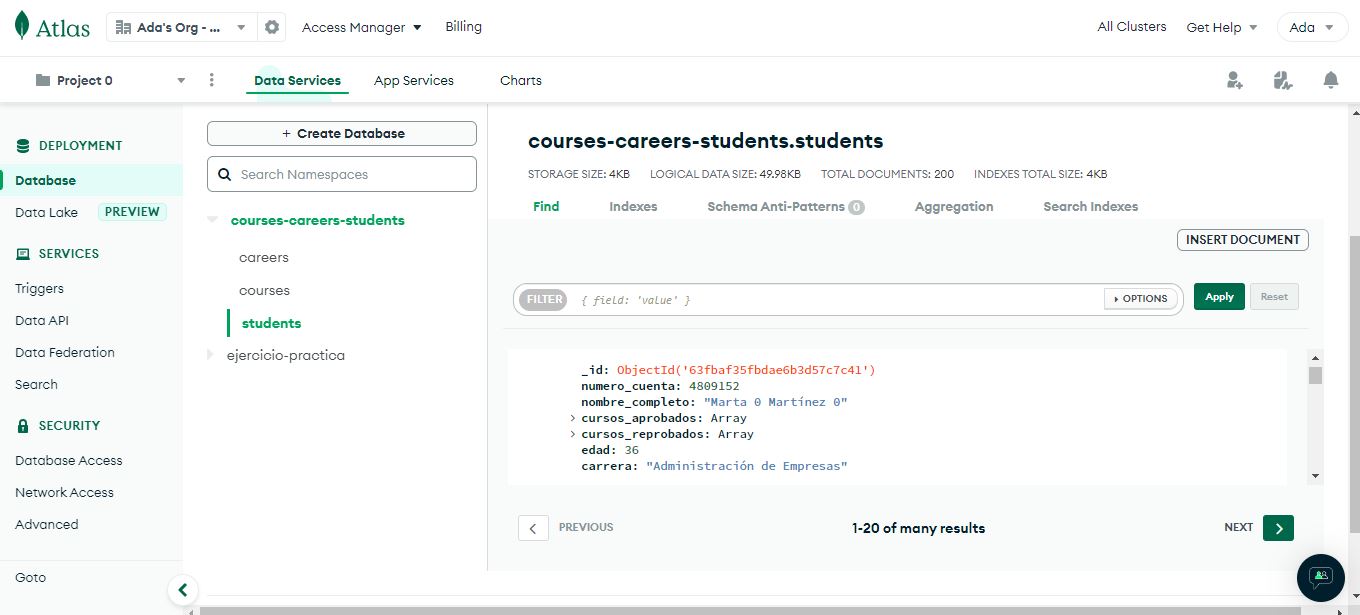 Atlas
Ada's Org - ...
Access Manager
Billing
All Clusters
Get Help
Ada
Project 0
Data Services
App Services
Charts
DEPLOYMENT
Database
Data Lake PREVIEW
SERVICES
Triggers
Data API
Data Federation
Search
SECURITY
Database Access
Network Access
Advanced
Goto
+ Create Database
Search Namespaces
courses-careers-students
careers
courses
students
ejercicio-practica
courses-careers-students.students
STORAGE SIZE: 4KB LOGICAL DATA SIZE: 49.98KB TOTAL DOCUMENTS: 200 INDEXES TOTAL SIZE: 4KB
Find Indexes Schema Anti-Patterns 0 Aggregation Search Indexes
INSERT DOCUMENT
FILTER { field: 'value' } OPTIONS Apply Reset
_id: ObjectId('63fbaf35fbdae6b3d57c7c41')
numero_cuenta: 4809152
nombre_completo: "Marta 0 Martínez 0"
cursos_aprobados: Array
cursos_reprobados: Array
edad: 36
carrera: "Administración de Empresas"
PREVIOUS 1-20 of many results NEXT